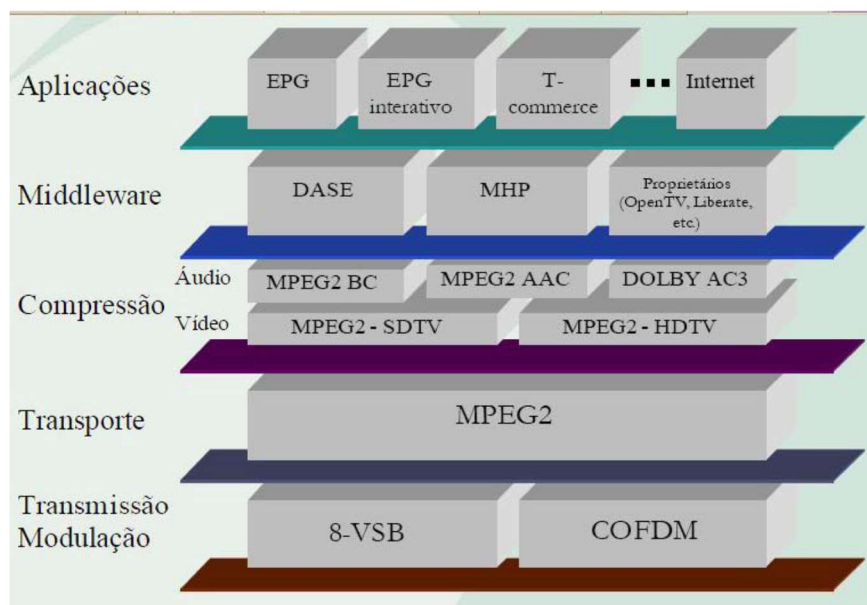 Aplicações
EPG
EPG
interativo
T-
commerce
Internet
Middleware
DASE
MHP
Proprietários
(OpenTV, Liberate,
etc.)
Compressão
Áudio
MPEG2 BC
MPEG2 AAC
DOLBY AC3
Vídeo
MPEG2 - SDTV
MPEG2 - HDTV
Transporte
MPEG2
Transmissão
Modulação
8-VSB
COFDM